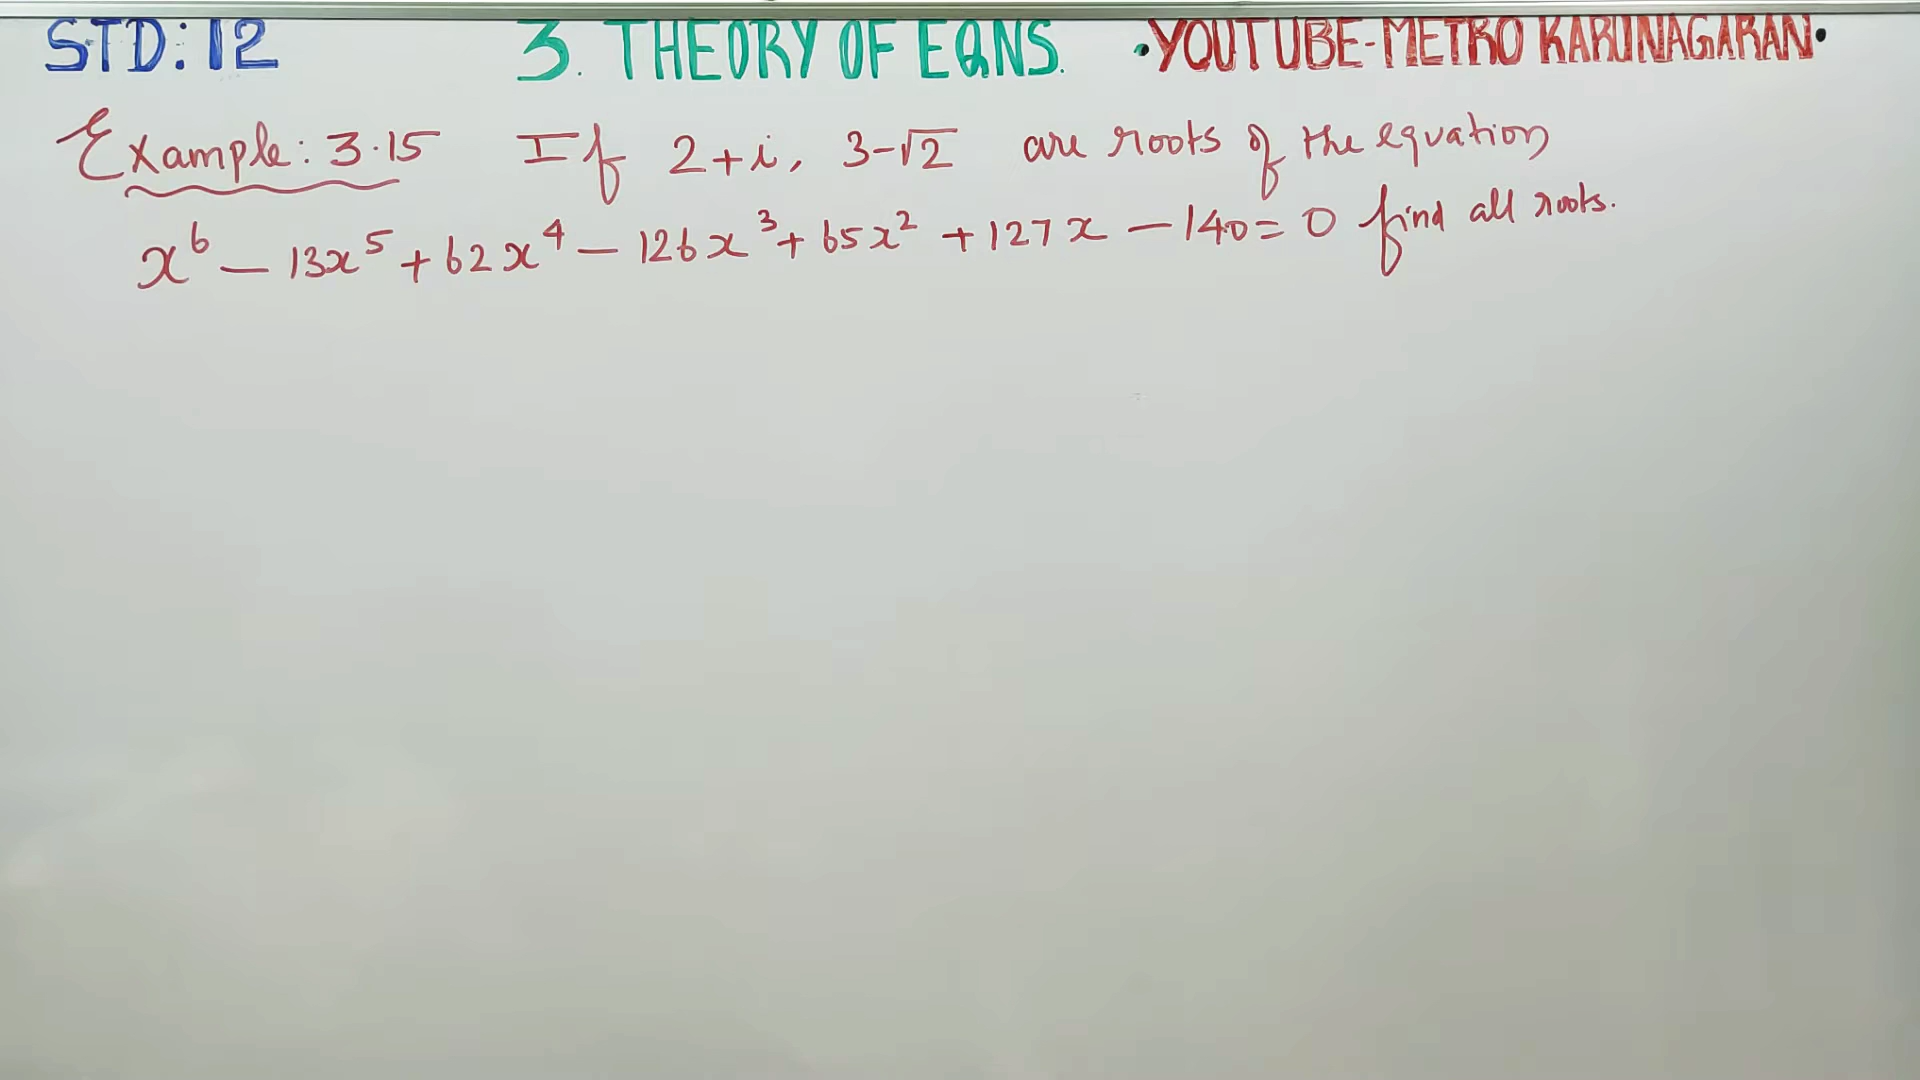 STD: 12 3. THEORY OF EQNS. •YOUTUBE-METRO KARUNAGARAN•
Example: 3.15 If 2+i, 3-√2 are roots of the equation
x⁶ - 13x⁵ + 62x⁴ - 126x³ + 65x² + 127x - 140 = 0 find all roots.